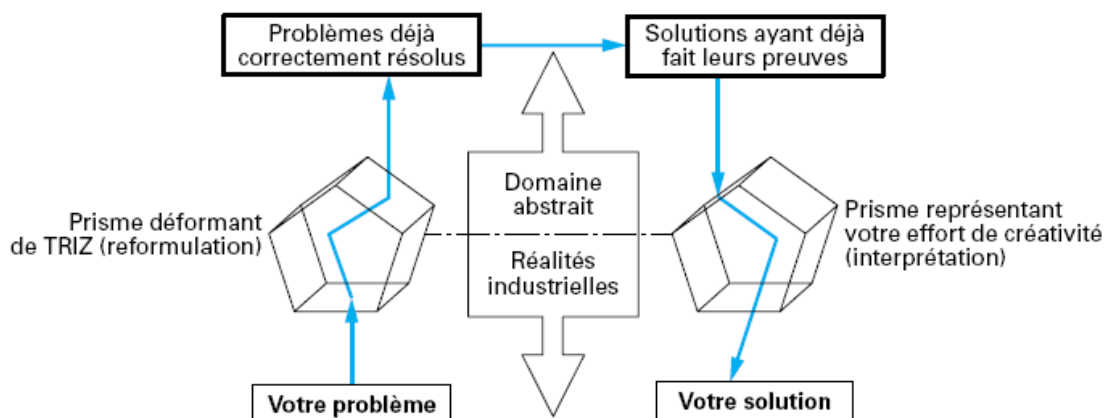 Problèmes déjà
correctement résolus
Solutions ayant déjà
fait leurs preuves
Prisme déformant
de TRIZ (reformulation)
Domaine
abstrait
Réalités
industrielles
Prisme représentant
votre effort de créativité
(interprétation)
Votre problème
Votre solution